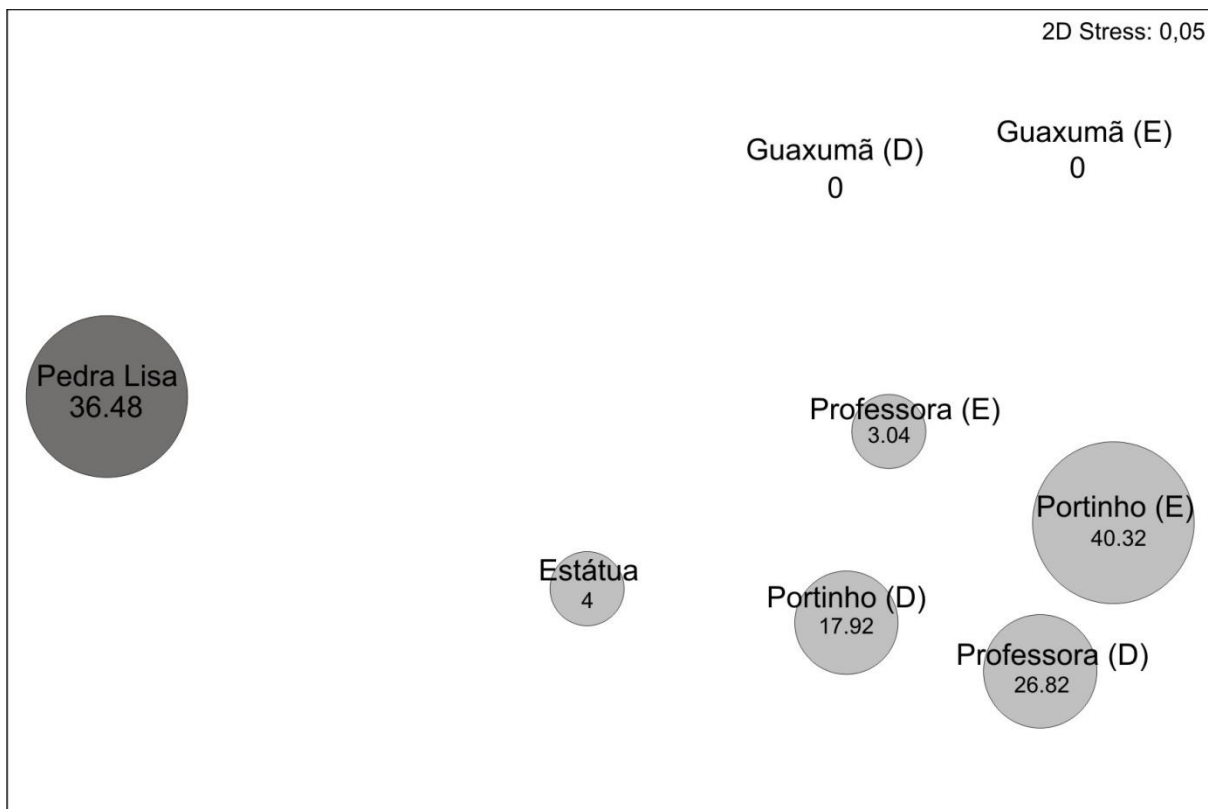 2D Stress: 0,05
Guaxumã (D)
0
Guaxumã (E)
0
Pedra Lisa
36.48
Professora (E)
3.04
Portinho (E)
40.32
Estátua
4
Portinho (D)
17.92
Professora (D)
26.82